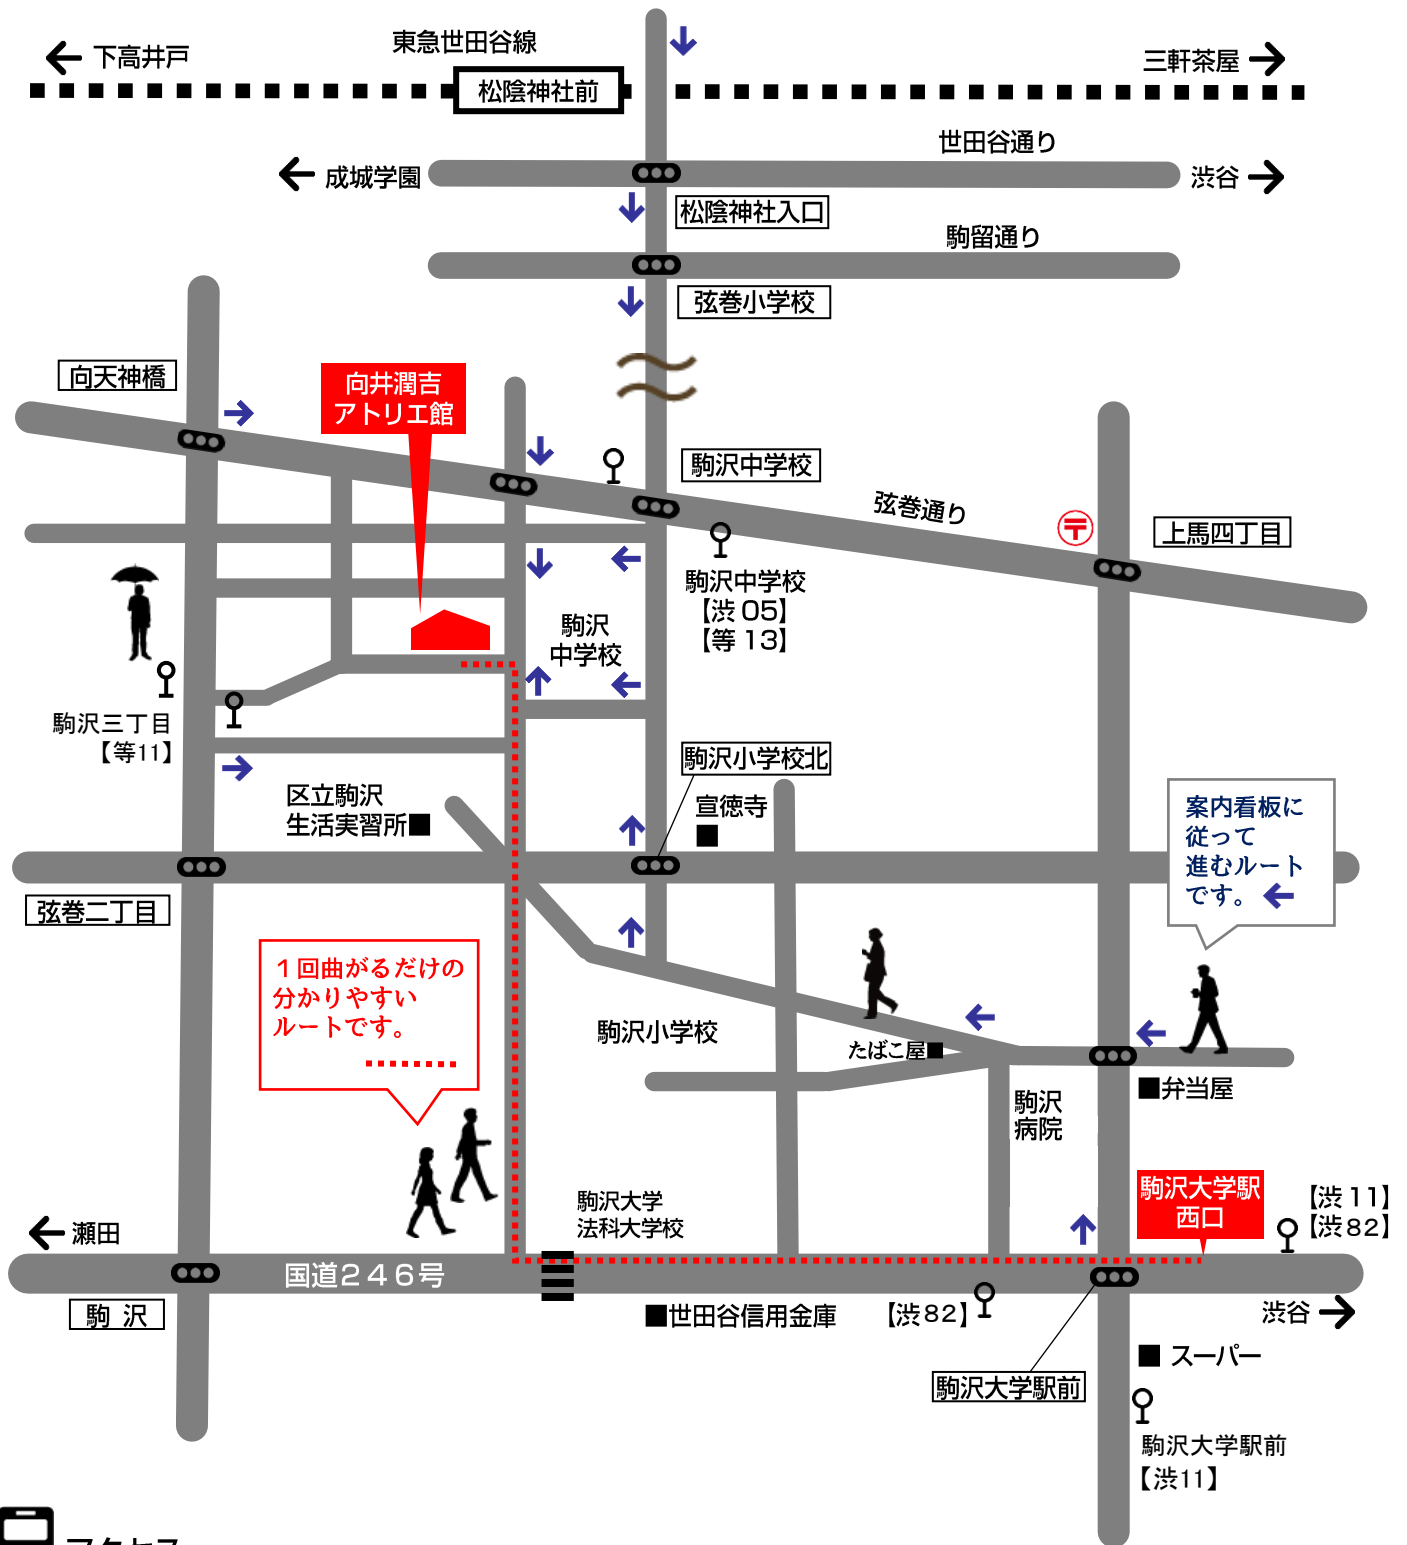 東急世田谷線
下高井戸
三軒茶屋
松陰神社前
世田谷通り
成城学園
渋谷
松陰神社入口
駒留通り
弦巻小学校
向天神橋
向井潤吉
アトリエ館
駒沢中学校
弦巻通り
上馬四丁目
駒沢中学校
【渋05】
【等13】
駒沢
中学校
駒沢三丁目
【等11】
駒沢小学校北
区立駒沢
生活実習所■
宣徳寺
■
案内看板に
従って
進むルート
です。
弦巻二丁目
１回曲がるだけの
分かりやすい
ルートです。
駒沢小学校
たばこ屋■
■弁当屋
駒沢
病院
駒沢大学駅
西口
【渋11】
【渋82】
駒沢大学
法科大学校
瀬田
国道２４６号
駒 沢
■世田谷信用金庫
【渋82】
渋谷
■ スーパー
駒沢大学駅前
駒沢大学駅前
【渋11】